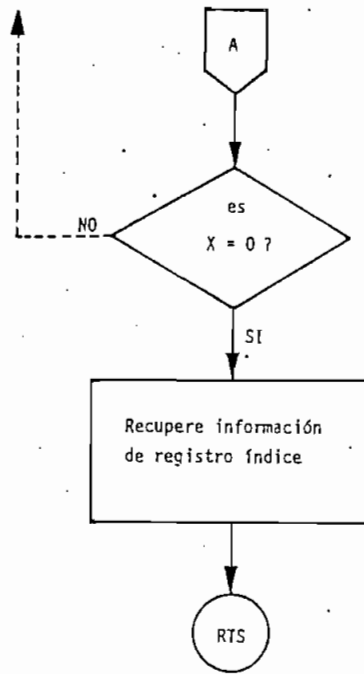 A
es
X = 0 ?
NO
SI
Recupere información
de registro índice
RTS